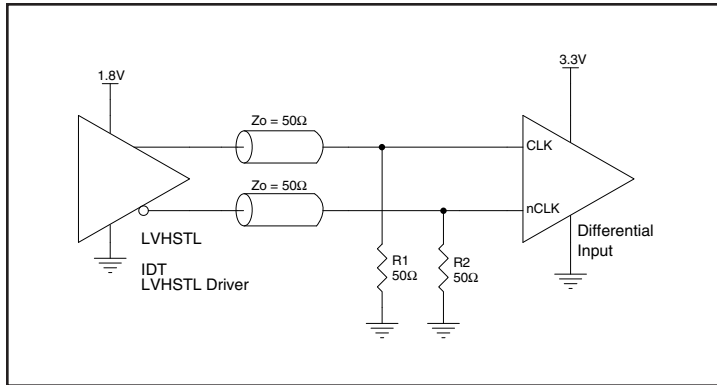 1.8V
3.3V
Zo = 50Ω
CLK
Zo = 50Ω
nCLK
LVHSTL
IDT
LVHSTL Driver
R1
50Ω
R2
50Ω
Differential
Input